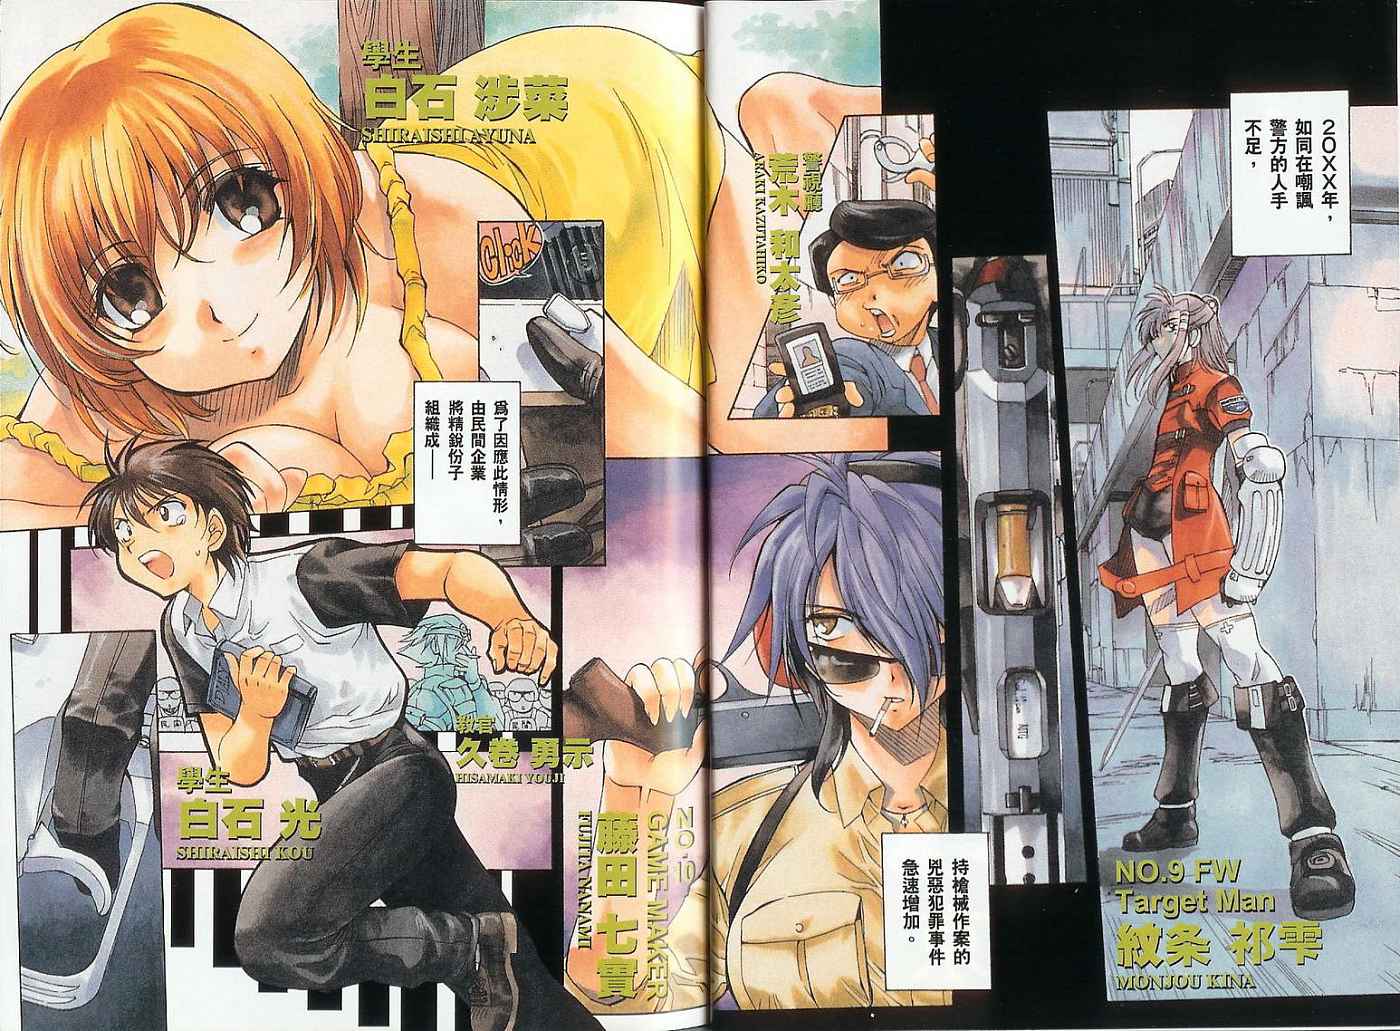 20XX年，
如同在嘲諷
警方的人手
不足，
持槍械作案的
兇惡犯罪事件
急速增加。
NO.9 FW
Target Man
紋条 祁雫
MONJOU KINA
警視廳
荒木 和太彦
ARAKI KAZUTAHIKO
NO.10
GAME MAKER
藤田 七實
FUJITA NANAMI
學生
白石 涉菜
SHIRAISHI AYUNA
Click
爲了因應此情形，
由民間企業
將精銳份子
組織成──
教官
久卷 勇示
HISAMAKI YOUJI
學生
白石 光
SHIRAISHI KOU